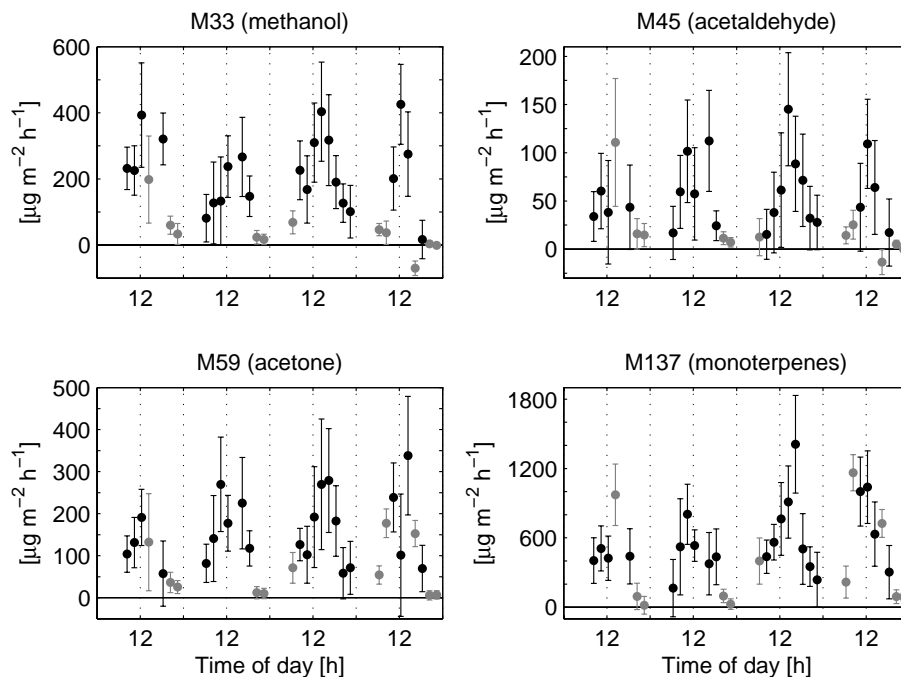 M33 (methanol)
M45 (acetaldehyde)
600
400
200
0
[µg m−2 h−1]
12 12 12 12
200
150
100
50
0
[µg m−2 h−1]
12 12 12 12
M59 (acetone)
M137 (monoterpenes)
500
400
300
200
100
0
[µg m−2 h−1]
12 12 12 12
Time of day [h]
1800
1200
600
0
[µg m−2 h−1]
12 12 12 12
Time of day [h]